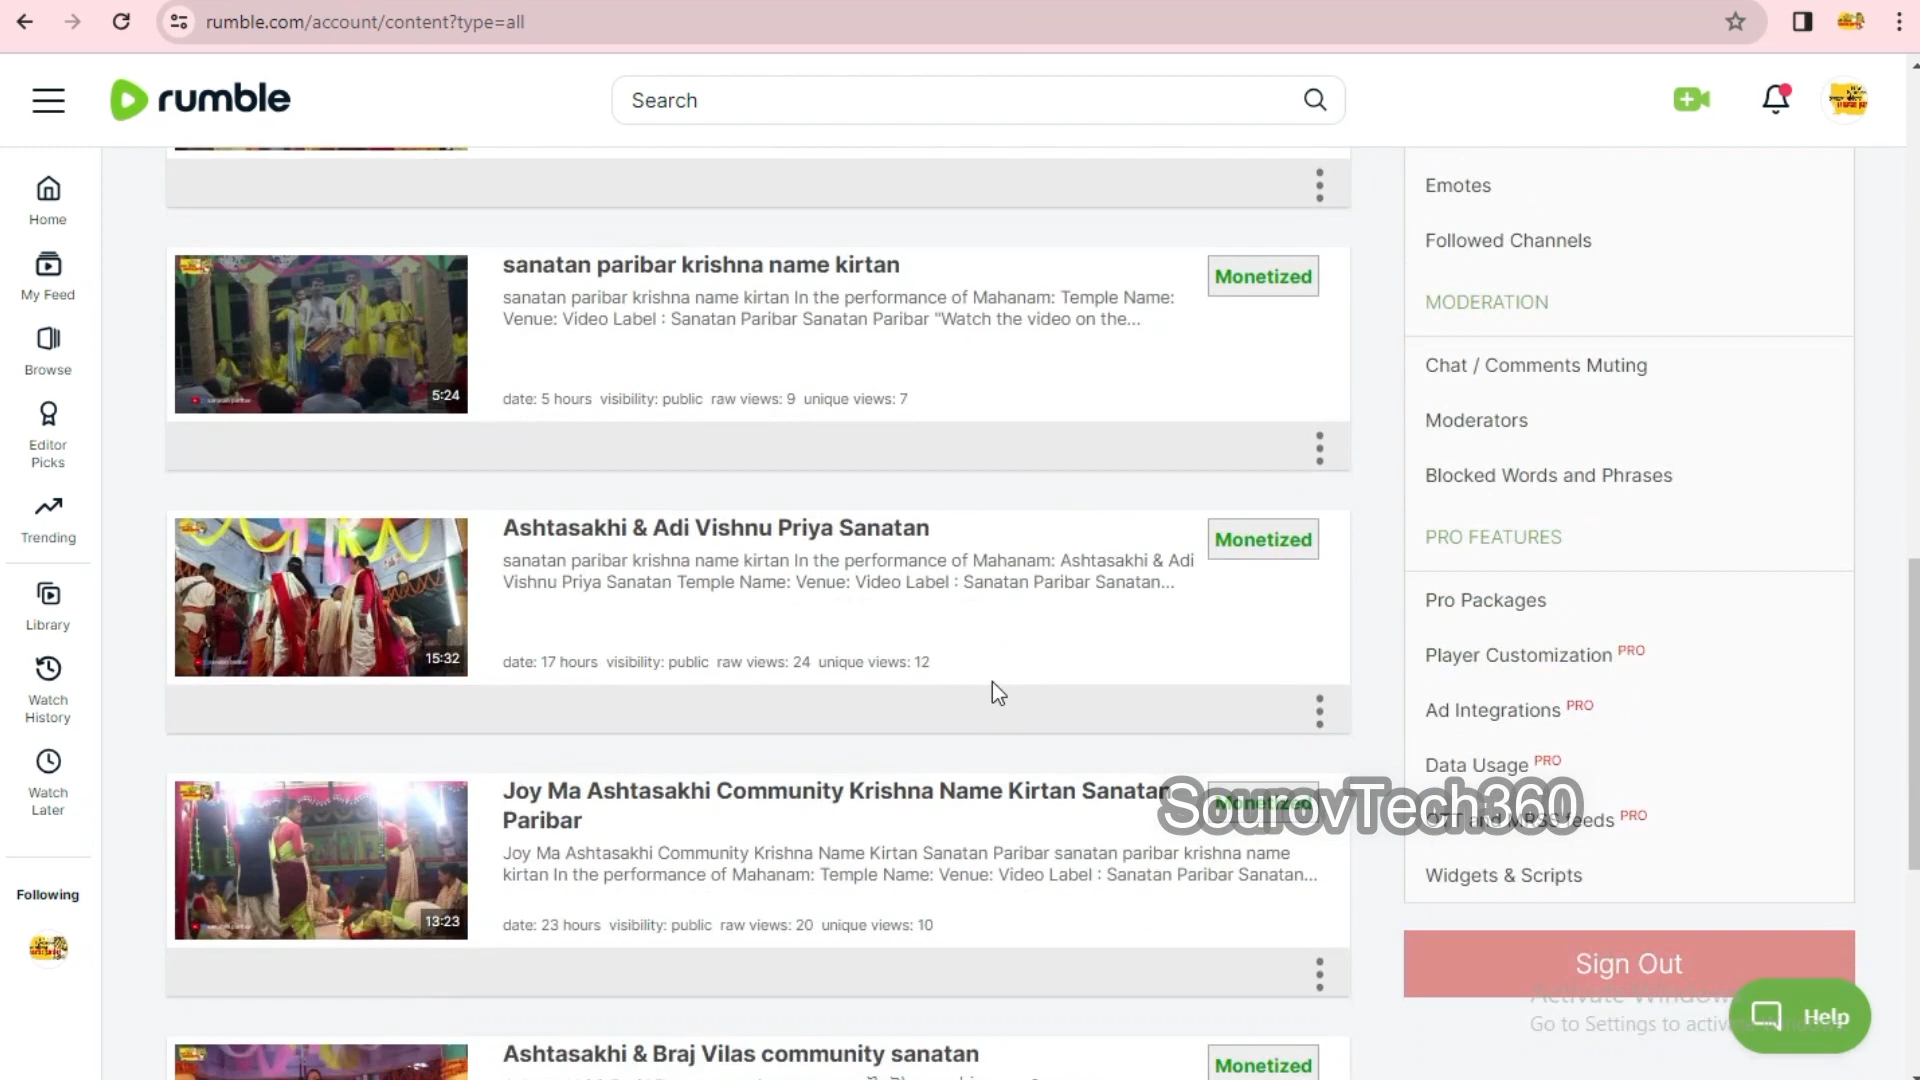 rumble.com/account/content?type=all
rumble
Search
Home
My Feed
Browse
Editor
Picks
Trending
Library
Watch
History
Watch
Later
Following
sanatan paribar krishna name kirtan
Monetized
sanatan paribar krishna name kirtan In the performance of Mahanam: Temple Name:
Venue: Video Label : Sanatan Paribar Sanatan Paribar "Watch the video on the...
5:24
date: 5 hours visibility: public raw views: 9 unique views: 7
Ashtasakhi & Adi Vishnu Priya Sanatan
Monetized
sanatan paribar krishna name kirtan In the performance of Mahanam: Ashtasakhi & Adi
Vishnu Priya Sanatan Temple Name: Venue: Video Label : Sanatan Paribar Sanatan...
15:32
date: 17 hours visibility: public raw views: 24 unique views: 12
Joy Ma Ashtasakhi Community Krishna Name Kirtan Sanatan
Paribar
Monetized
Joy Ma Ashtasakhi Community Krishna Name Kirtan Sanatan Paribar sanatan paribar krishna name
kirtan In the performance of Mahanam: Temple Name: Venue: Video Label : Sanatan Paribar Sanatan...
13:23
date: 23 hours visibility: public raw views: 20 unique views: 10
Ashtasakhi & Braj Vilas community sanatan
Monetized
Emotes
Followed Channels
MODERATION
Chat / Comments Muting
Moderators
Blocked Words and Phrases
PRO FEATURES
Pro Packages
Player Customization PRO
Ad Integrations PRO
Data Usage PRO
SourovTech360
OTT and MRSS feeds PRO
Widgets & Scripts
Sign Out
Activate Windows
Go to Settings to activate
Help